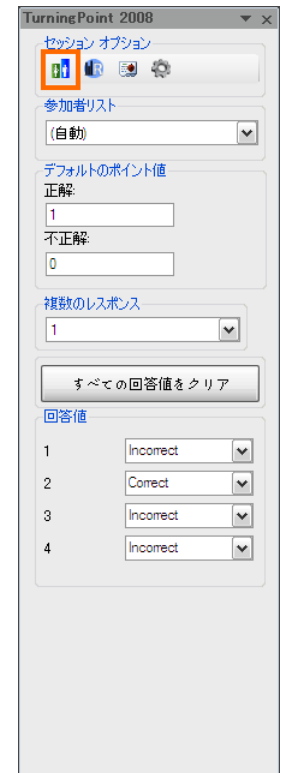 TurningPoint 2008
セッション オプション
参加者リスト
(自動)
デフォルトのポイント値
正解:
1
不正解:
0
複数のレスポンス
1
すべての回答値をクリア
回答値
1 Incorrect
2 Correct
3 Incorrect
4 Incorrect